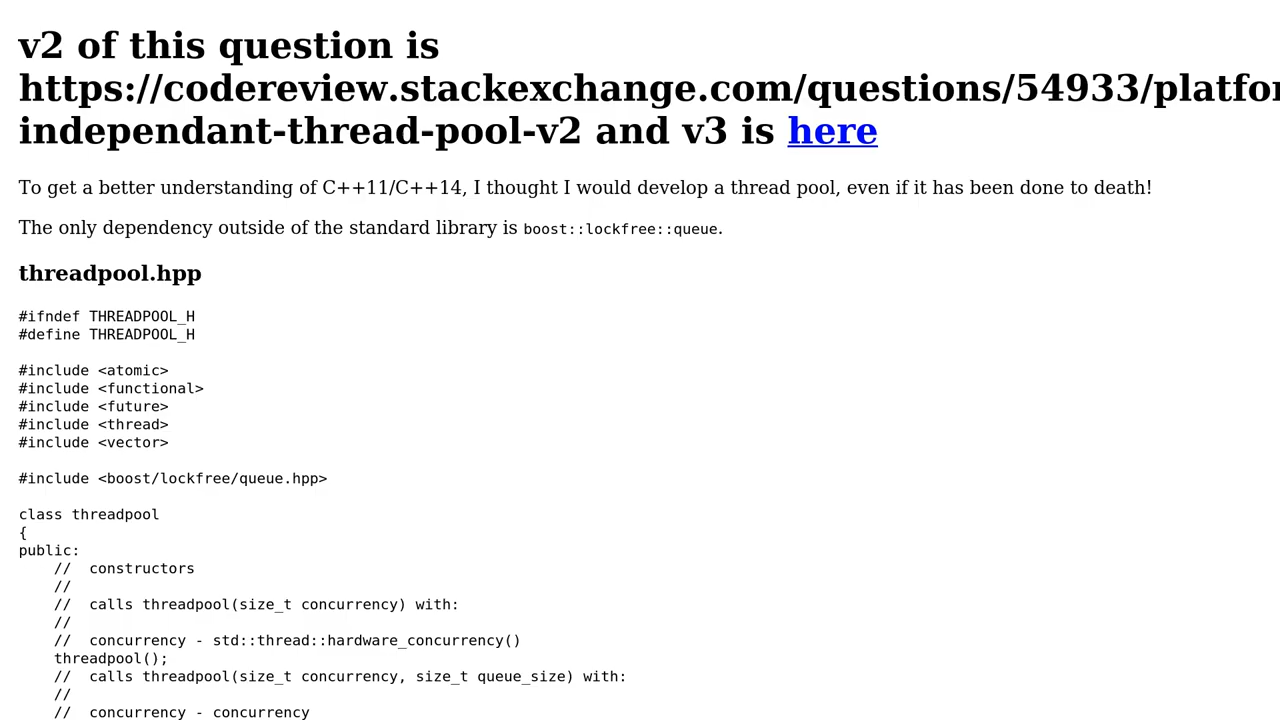 v2 of this question is
https://codereview.stackexchange.com/questions/54933/platfor
independant-thread-pool-v2 and v3 is here
To get a better understanding of C++11/C++14, I thought I would develop a thread pool, even if it has been done to death!
The only dependency outside of the standard library is boost::lockfree::queue.
threadpool.hpp
#ifndef THREADPOOL_H
#define THREADPOOL_H
#include <atomic>
#include <functional>
#include <future>
#include <thread>
#include <vector>
#include <boost/lockfree/queue.hpp>
class threadpool
{
public:
//  constructors
//
//  calls threadpool(size_t concurrency) with:
//
//  concurrency - std::thread::hardware_concurrency()
threadpool();
//  calls threadpool(size_t concurrency, size_t queue_size) with:
//
//  concurrency - concurrency